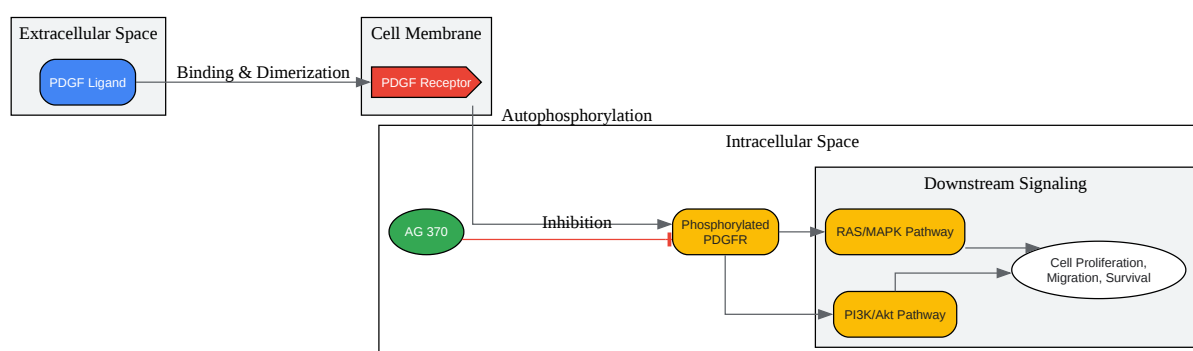 Extracellular Space
PDGF Ligand
Binding & Dimerization
Cell Membrane
PDGF Receptor
Autophosphorylation
Intracellular Space
AG 370
Inhibition
Phosphorylated
PDGFR
Downstream Signaling
RAS/MAPK Pathway
PI3K/Akt Pathway
Cell Proliferation,
Migration, Survival